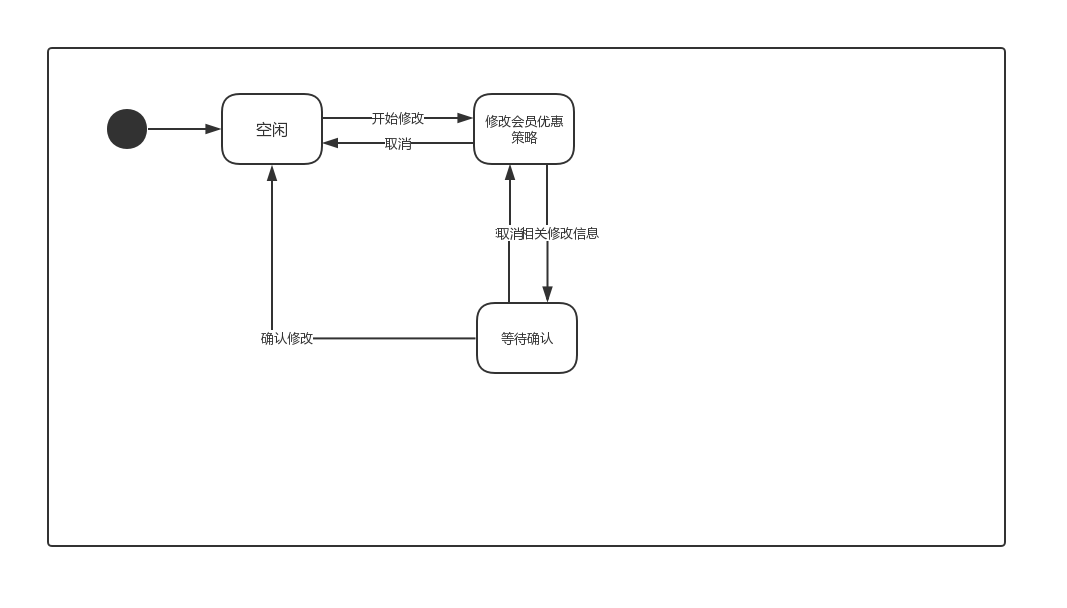 空闲
开始修改
取消
修改会员优惠
策略
取消
相关修改信息
确认修改
等待确认